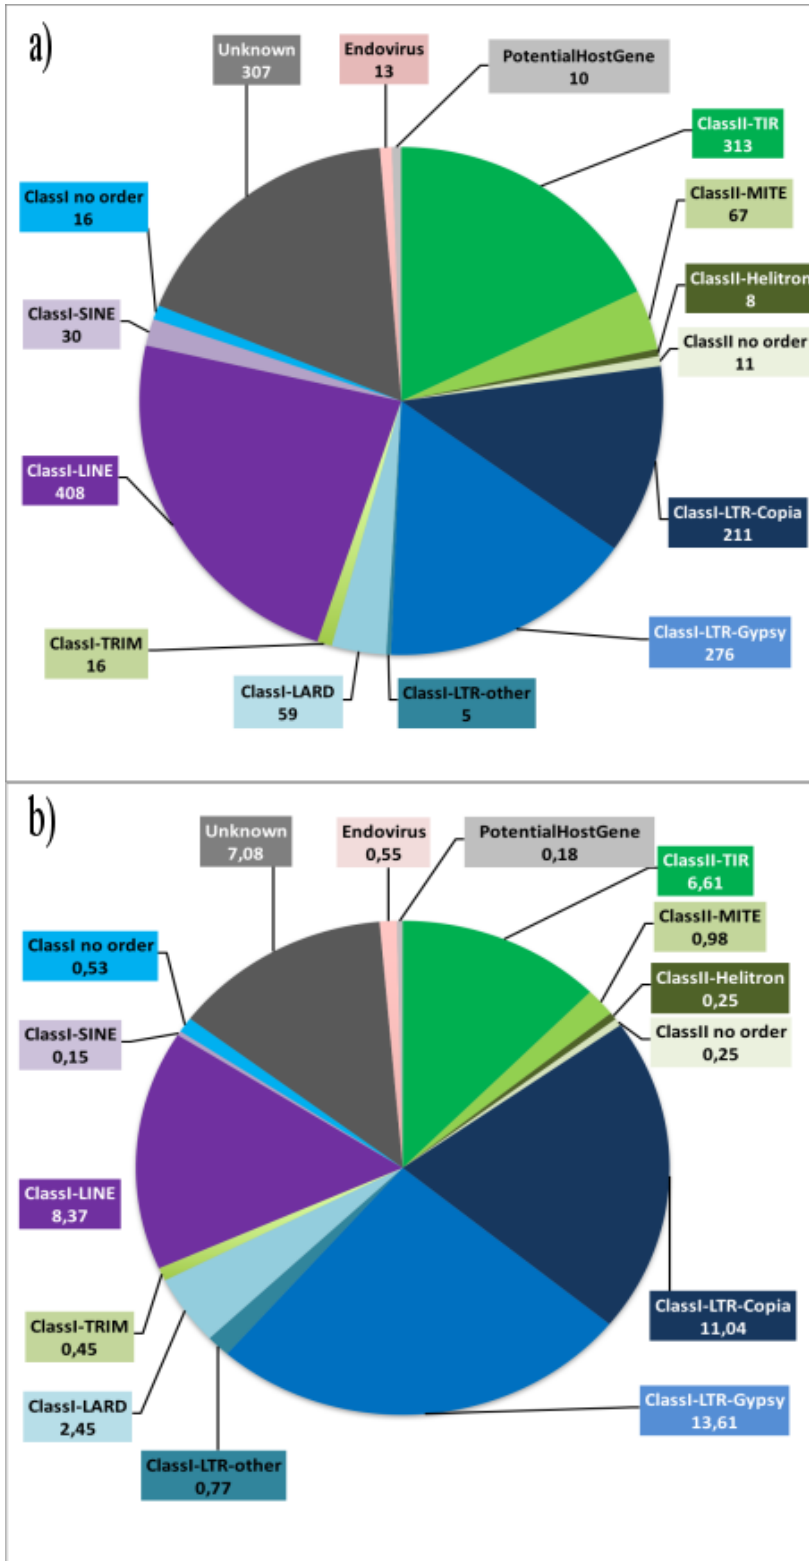 a)
Unknown
307
Endovirus
13
PotentialHostGene
10
ClassII-TIR
313
ClassII-MITE
67
ClassII-Helitron
8
ClassII no order
11
ClassI-LTR-Copia
211
ClassI-LTR-Gypsy
276
ClassI-LTR-other
5
ClassI-LARD
59
ClassI-TRIM
16
ClassI-LINE
408
ClassI-SINE
30
ClassI no order
16
b)
Unknown
7,08
Endovirus
0,55
PotentialHostGene
0,18
ClassII-TIR
6,61
ClassII-MITE
0,98
ClassII-Helitron
0,25
ClassII no order
0,25
ClassI-LTR-Copia
11,04
ClassI-LTR-Gypsy
13,61
ClassI-LTR-other
0,77
ClassI-LARD
2,45
ClassI-TRIM
0,45
ClassI-LINE
8,37
ClassI-SINE
0,15
ClassI no order
0,53